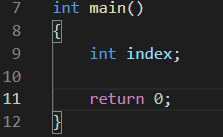 7 int main()
8 {
9     int index;
10
11     return 0;
12 }